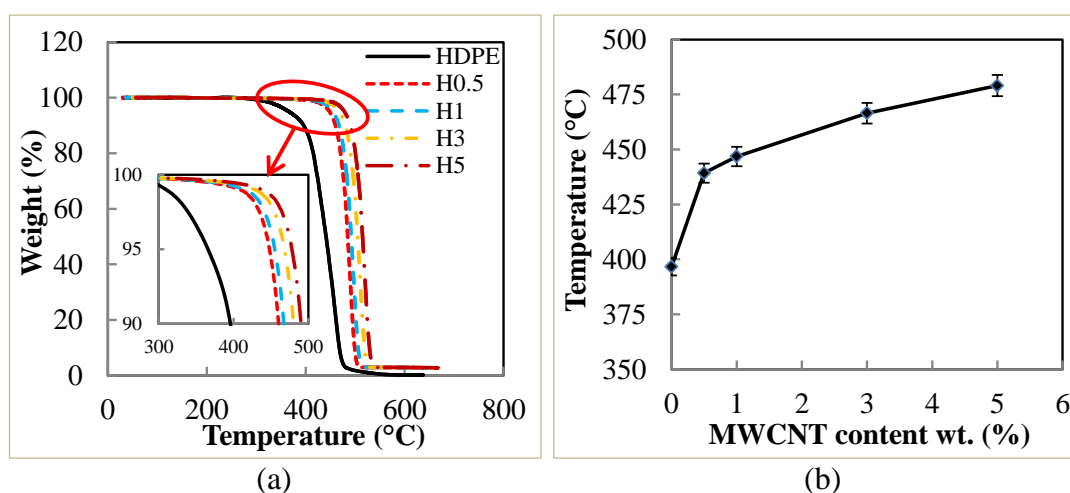 120
100
80
60
40
20
0
Weight (%)
0
200
400
600
800
Temperature (°C)
HDPE
H0.5
H1
H3
H5
100
95
90
300
400
500
(a)
500
475
450
425
400
375
350
Temperature (°C)
0
1
2
3
4
5
6
MWCNT content wt. (%)
(b)